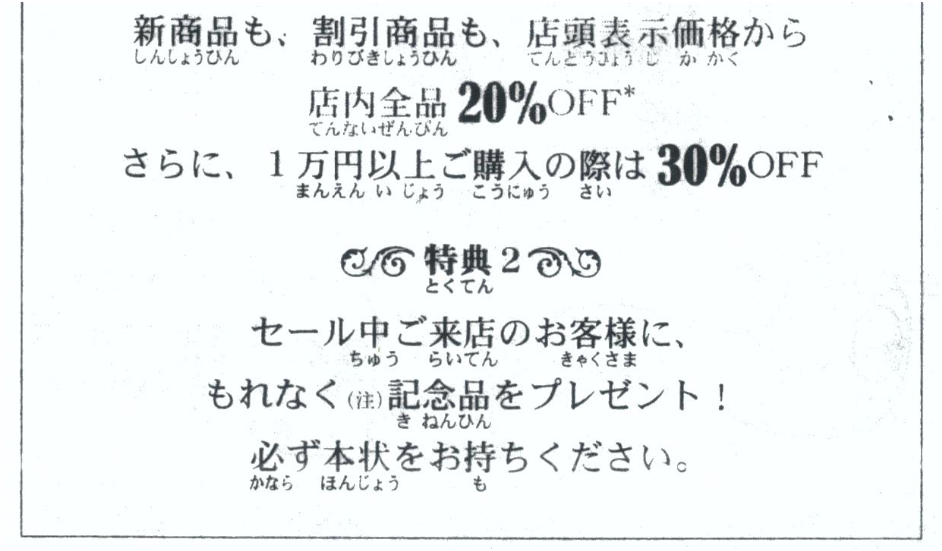 新商品も、割引商品も、店頭表示価格から
しんしょうひん わりびきしょうひん てんとうひょうじ か かく
店内全品20%OFF*
てんないぜんぴん
さらに、1万円以上ご購入の際は30%OFF
まんえん い じょう こうにゅう さい
特典2
とくてん
セール中ご来店のお客様に、
ちゅう らいてん きゃくさま
もれなく(注)記念品をプレゼント!
き ねんひん
必ず本状をお持ちください。
かなら ほんじょう も